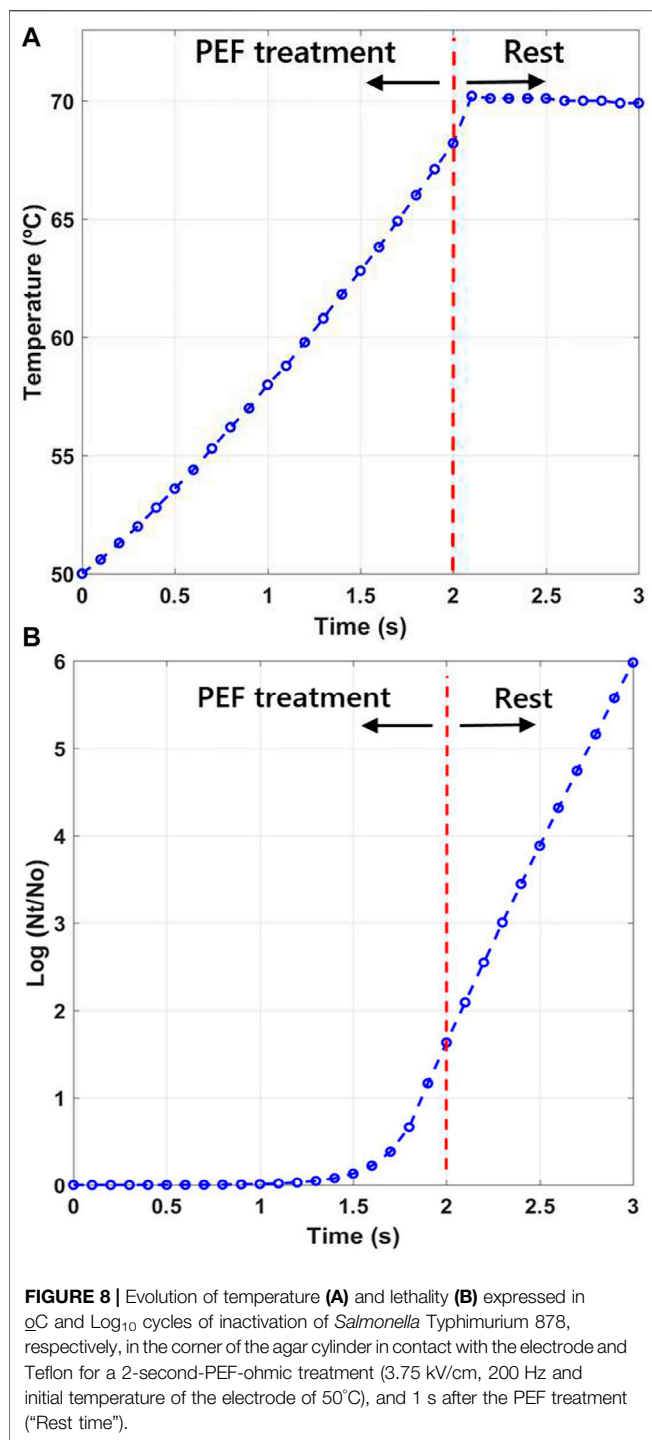 A
PEF treatment Rest
70
65
60
55
50
Temperature (ºC)
0 0.5 1 1.5 2 2.5 3
Time (s)
B
PEF treatment Rest
6
5
4
3
2
1
0
Log (Nt/No)
0 0.5 1 1.5 2 2.5 3
Time (s)
FIGURE 8 | Evolution of temperature (A) and lethality (B) expressed in
oC and Log10 cycles of inactivation of Salmonella Typhimurium 878,
respectively, in the corner of the agar cylinder in contact with the electrode and
Teflon for a 2-second-PEF-ohmic treatment (3.75 kV/cm, 200 Hz and
initial temperature of the electrode of 50°C), and 1 s after the PEF treatment
(“Rest time”).